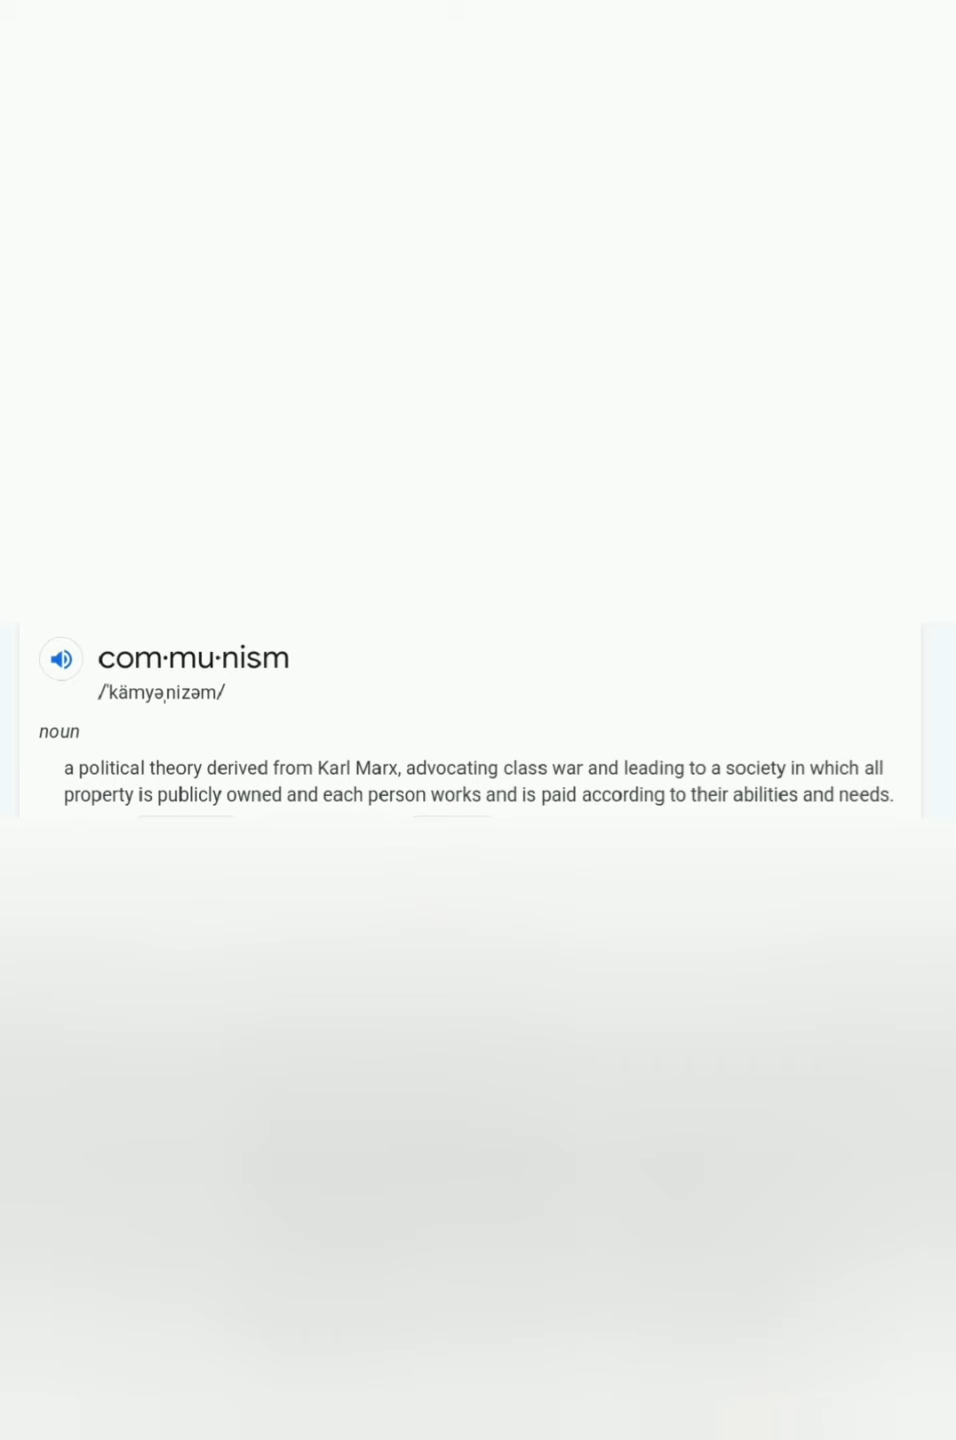 com·mu·nism
/ˈkämyəˌnizəm/
noun
a political theory derived from Karl Marx, advocating class war and leading to a society in which all
property is publicly owned and each person works and is paid according to their abilities and needs.